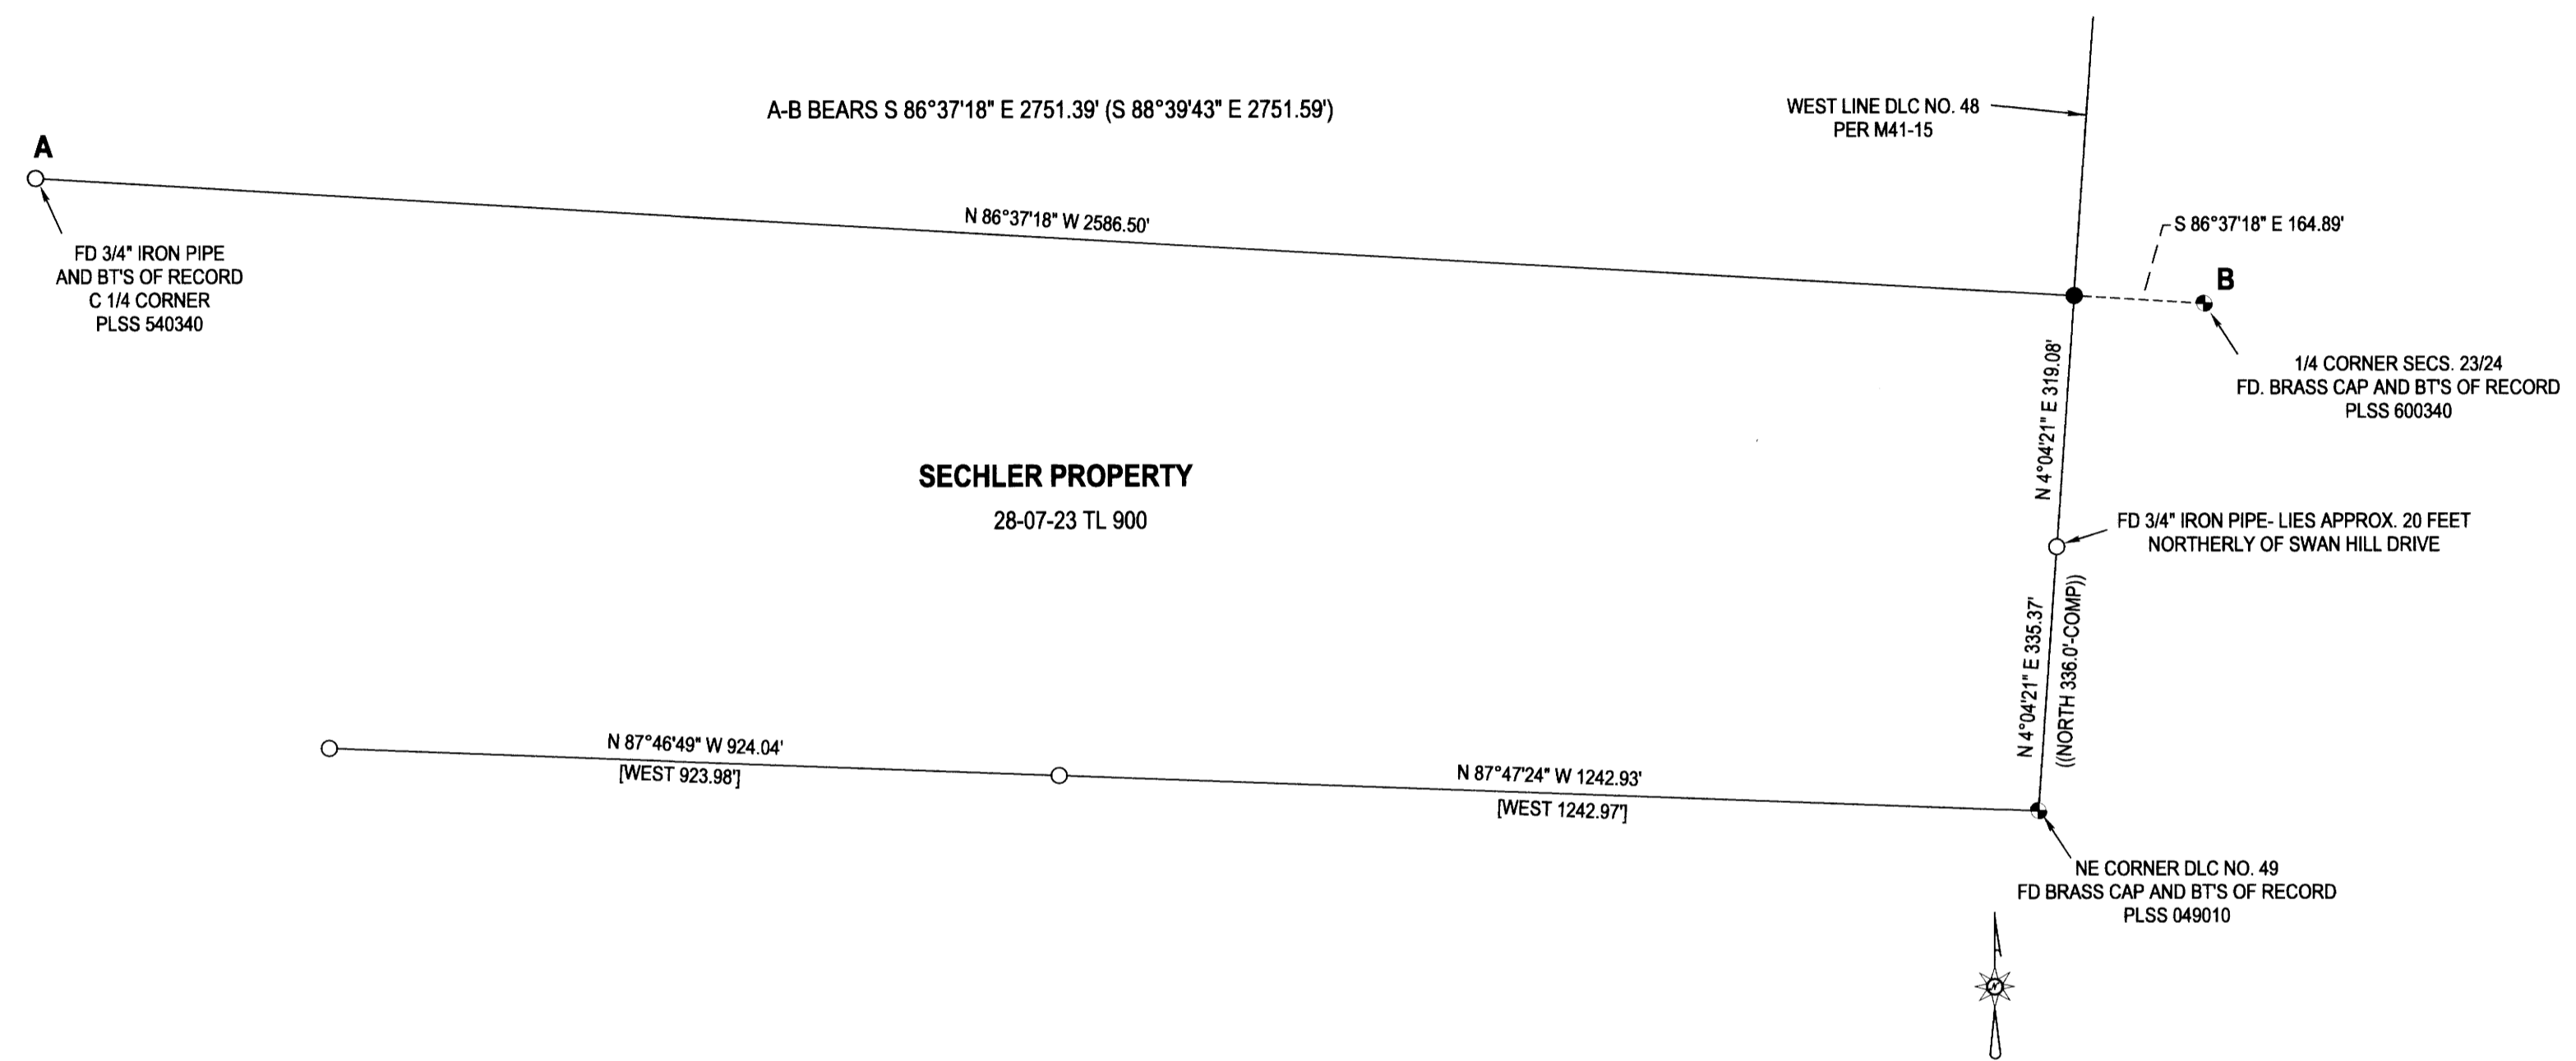 A-B BEARS S 86°37'18" E 2751.39' (S 88°39'43" E 2751.59')
WEST LINE DLC NO. 48
PER M41-15
A
N 86°37'18" W 2586.50'
S 86°37'18" E 164.89'
FD 3/4" IRON PIPE
AND BT'S OF RECORD
C 1/4 CORNER
PLSS 540340
B
1/4 CORNER SECS. 23/24
FD. BRASS CAP AND BT'S OF RECORD
PLSS 600340
N 4°04'21" E 319.08'
SECHLER PROPERTY
28-07-23 TL 900
FD 3/4" IRON PIPE- LIES APPROX. 20 FEET
NORTHERLY OF SWAN HILL DRIVE
N 4°04'21" E 335.37'
((NORTH 336.0'-COMP))
N 87°46'49" W 924.04'
[WEST 923.98']
N 87°47'24" W 1242.93'
[WEST 1242.97']
NE CORNER DLC NO. 49
FD BRASS CAP AND BT'S OF RECORD
PLSS 049010
N